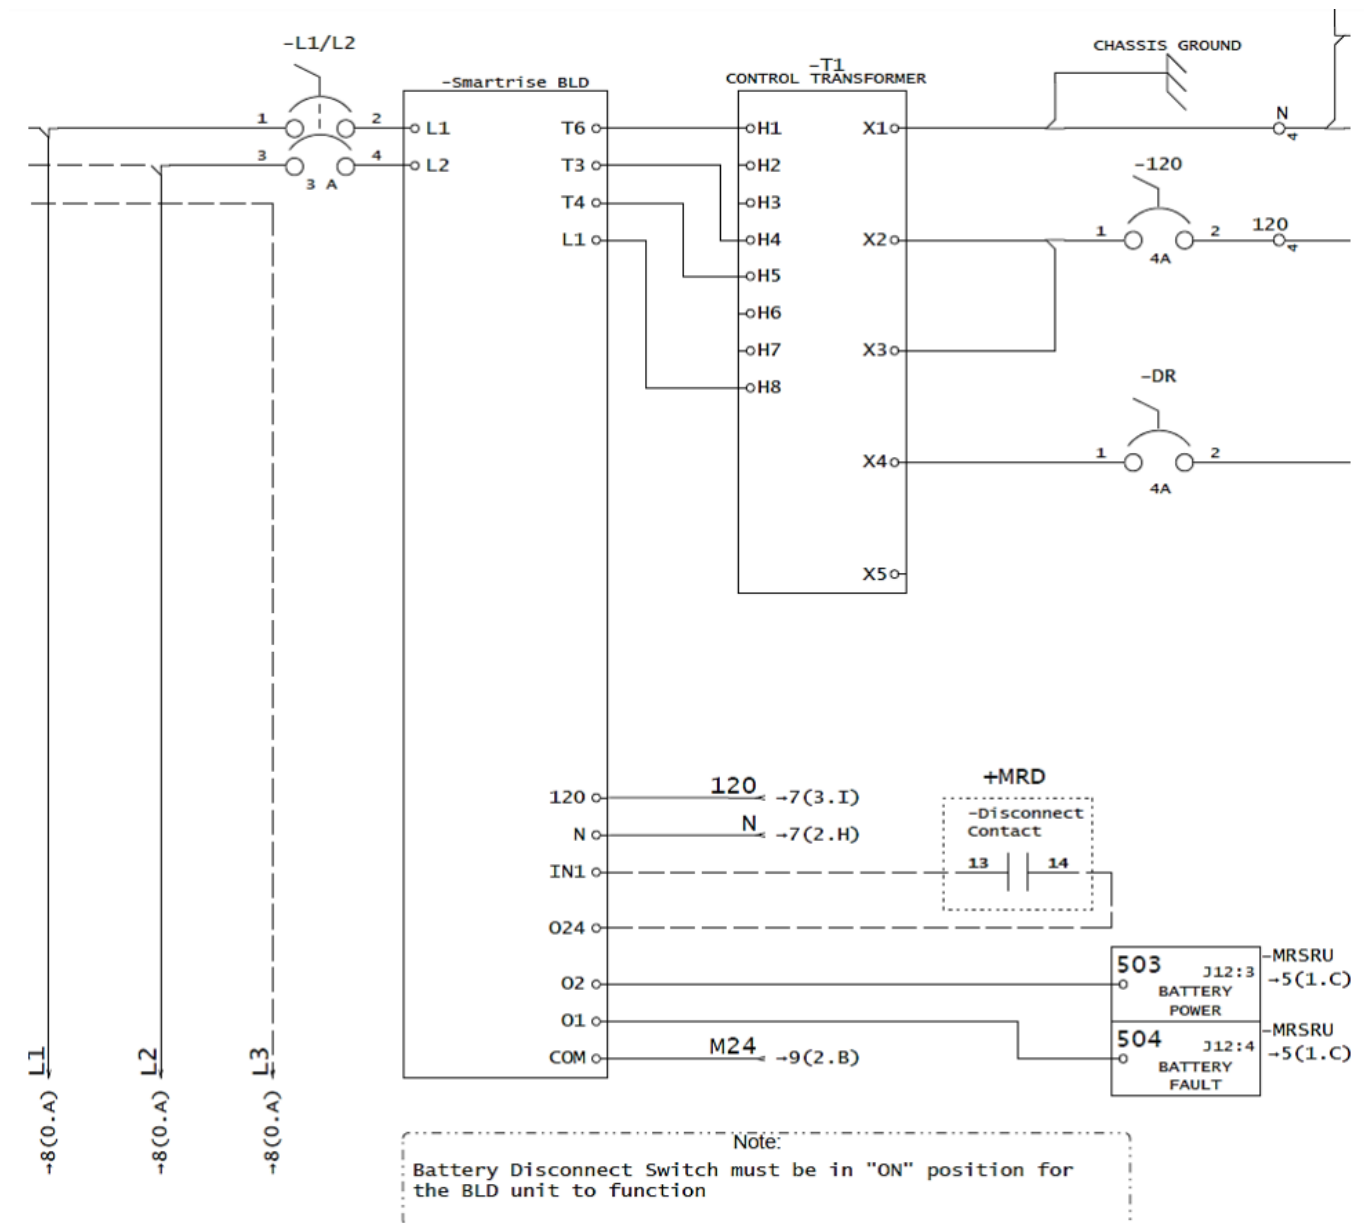 CHASSIS GROUND
-L1/L2
-T1
CONTROL TRANSFORMER
-Smartrise BLD
1
2
L1
T6
H1
X1
N
4
3
4
L2
T3
H2
-120
3 A
T4
H3
L1
H4
X2
1
2
120
4
4A
H5
H6
H7
X3
H8
-DR
X4
1
2
4A
X5
+MRD
120
120
→7(3.I)
-Disconnect
Contact
N
N
→7(2.H)
IN1
13
14
O24
503
J12:3
-MRSRU
→5(1.C)
O2
BATTERY
POWER
O1
504
J12:4
-MRSRU
→5(1.C)
COM
M24
→9(2.B)
BATTERY
FAULT
L1
L2
L3
→8(0.A)
→8(0.A)
→8(0.A)
Note:
Battery Disconnect Switch must be in "ON" position for
the BLD unit to function